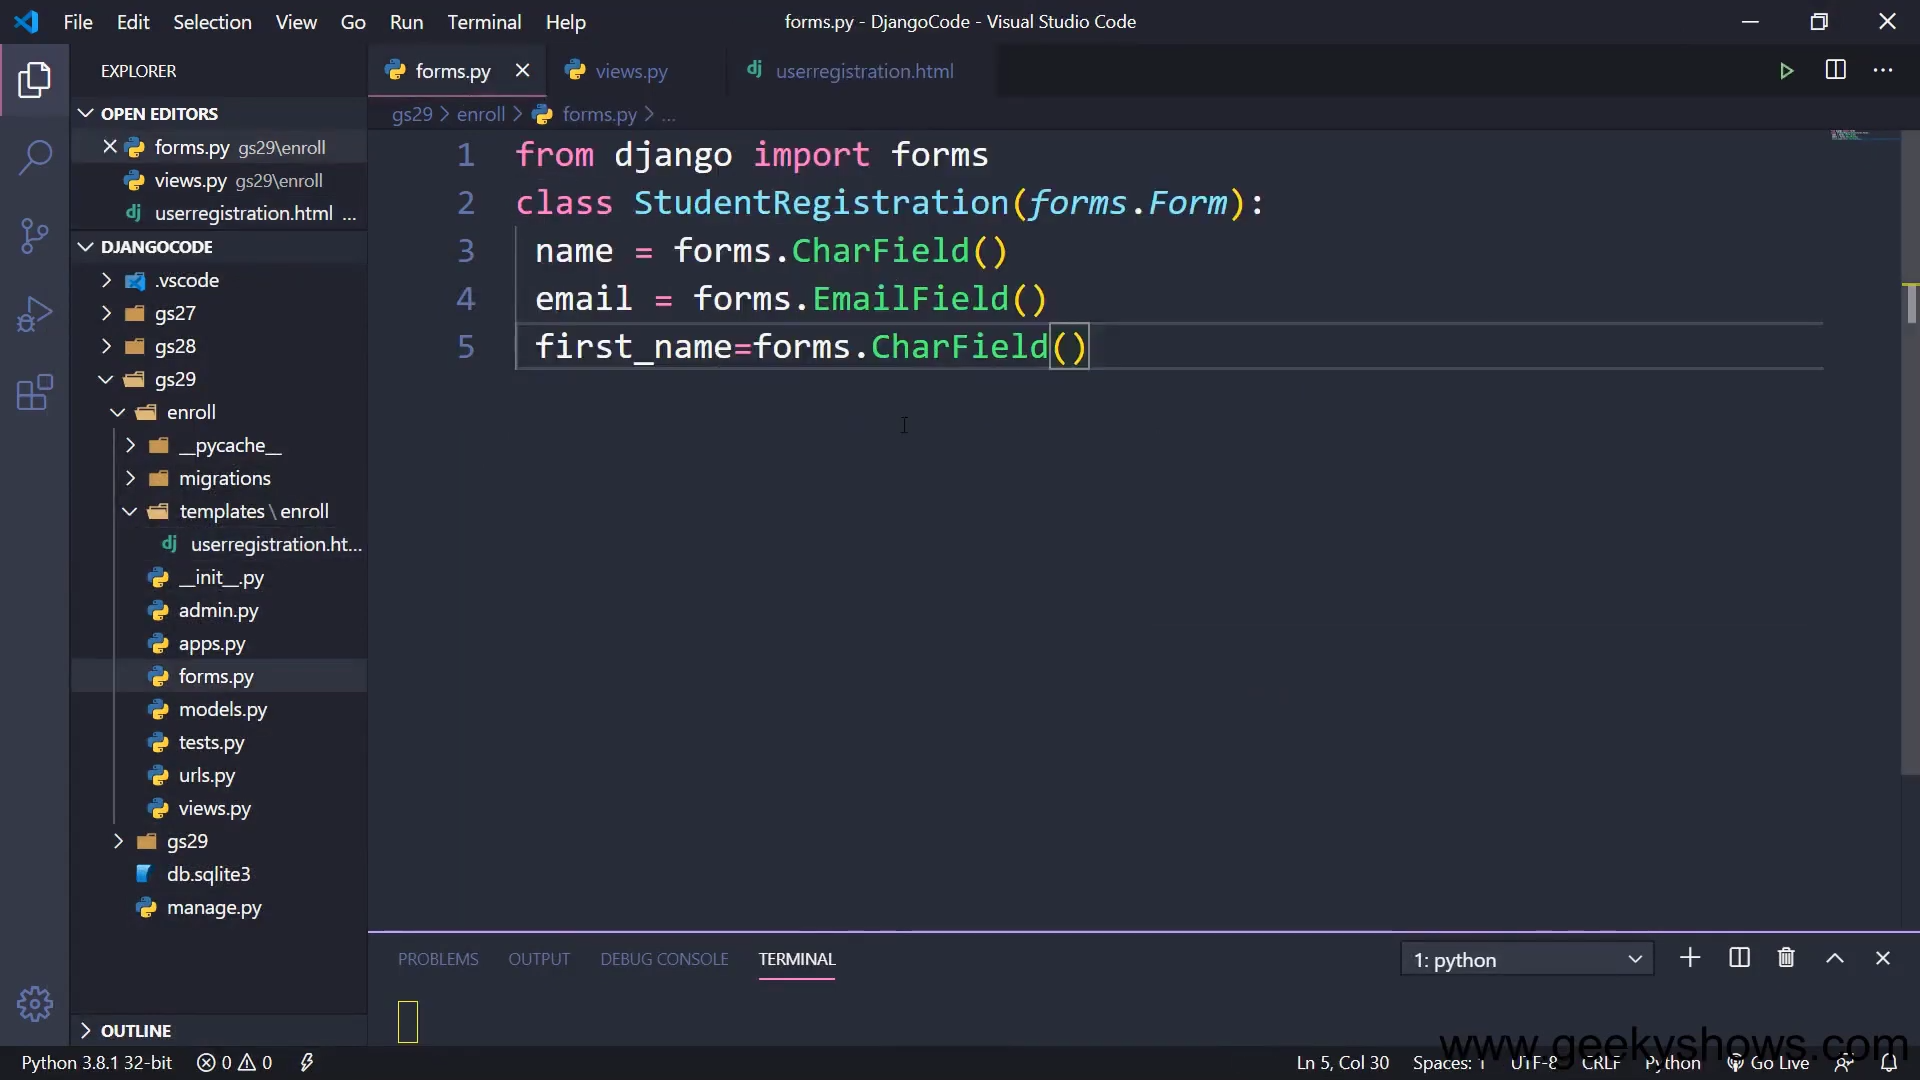 File Edit Selection View Go Run Terminal Help
forms.py - DjangoCode - Visual Studio Code
EXPLORER
OPEN EDITORS
forms.py gs29\enroll
views.py gs29\enroll
userregistration.html ...
DJANGOCODE
.vscode
gs27
gs28
gs29
enroll
__pycache__
migrations
templates\enroll
userregistration.ht...
__init__.py
admin.py
apps.py
forms.py
models.py
tests.py
urls.py
views.py
gs29
db.sqlite3
manage.py
OUTLINE
forms.py views.py userregistration.html
gs29 > enroll > forms.py > ...
1 from django import forms
2 class StudentRegistration(forms.Form):
3 name = forms.CharField()
4 email = forms.EmailField()
5 first_name=forms.CharField()
PROBLEMS OUTPUT DEBUG CONSOLE TERMINAL
1: python
www.geekyshows.com
Python 3.8.1 32-bit 0 0
Ln 5, Col 30 Spaces: 1 UTF-8 CRLF Python Go Live